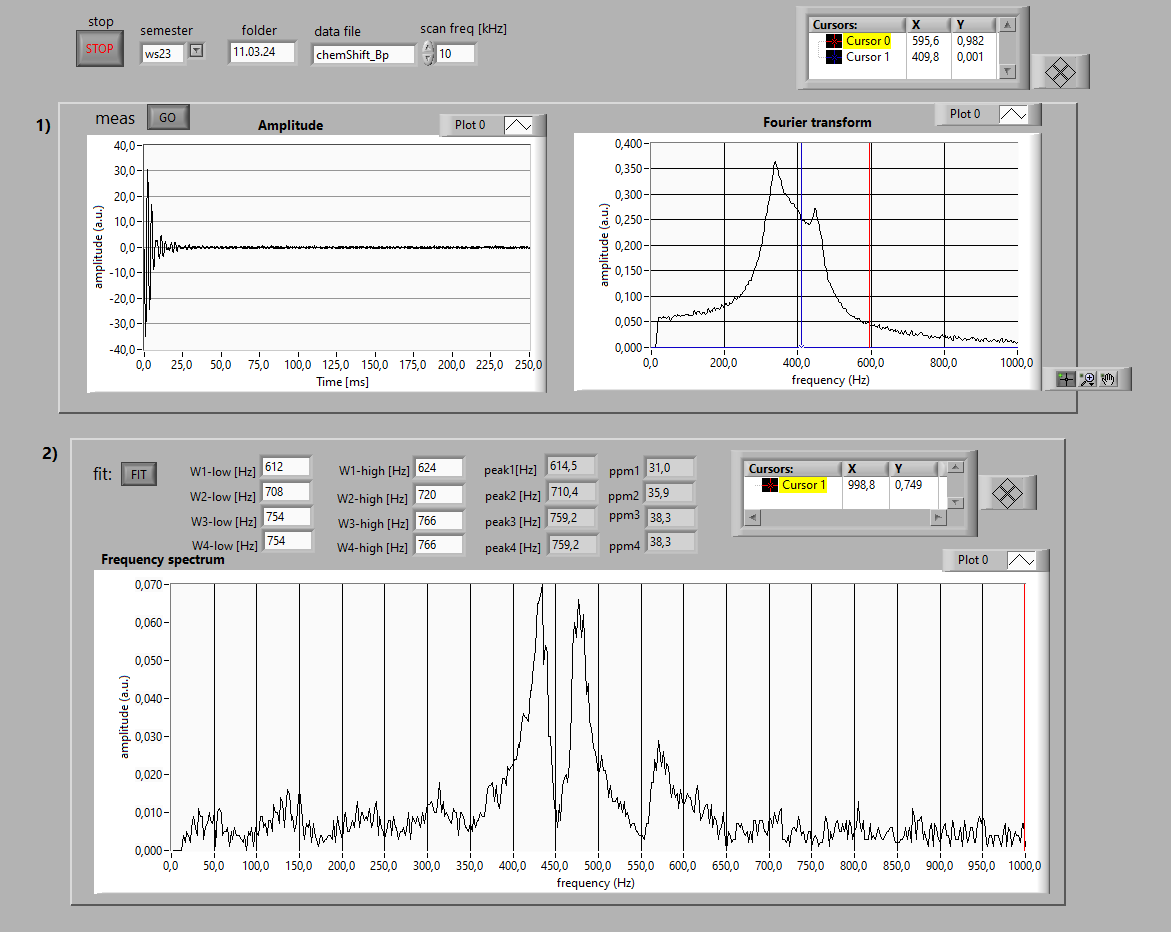 stop
STOP
semester
ws23
folder
11.03.24
data file
chemShift_Bp
scan freq [kHz]
10
Cursors: X Y
Cursor 0 595,6 0,982
Cursor 1 409,8 0,001
1)
meas GO
Amplitude
Plot 0
40,0
30,0
20,0
10,0
0,0
-10,0
-20,0
-30,0
-40,0
amplitude (a.u.)
0,0 25,0 50,0 75,0 100,0 125,0 150,0 175,0 200,0 225,0 250,0
Time [ms]
Fourier transform
Plot 0
0,400
0,350
0,300
0,250
0,200
0,150
0,100
0,050
0,000
amplitude (a.u.)
0,0 200,0 400,0 600,0 800,0 1000,0
frequency (Hz)
2)
fit: FIT
W1-low [Hz] 612 W1-high [Hz] 624 peak1[Hz] 614,5 ppm1 31,0
W2-low [Hz] 708 W2-high [Hz] 720 peak2 [Hz] 710,4 ppm2 35,9
W3-low [Hz] 754 W3-high [Hz] 766 peak3 [Hz] 759,2 ppm3 38,3
W4-low [Hz] 754 W4-high [Hz] 766 peak4 [Hz] 759,2 ppm4 38,3
Cursors: X Y
Cursor 1 998,8 0,749
Frequency spectrum
Plot 0
0,070
0,060
0,050
0,040
0,030
0,020
0,010
0,000
amplitude (a.u.)
0,0 50,0 100,0 150,0 200,0 250,0 300,0 350,0 400,0 450,0 500,0 550,0 600,0 650,0 700,0 750,0 800,0 850,0 900,0 950,0 1000,0
frequency (Hz)